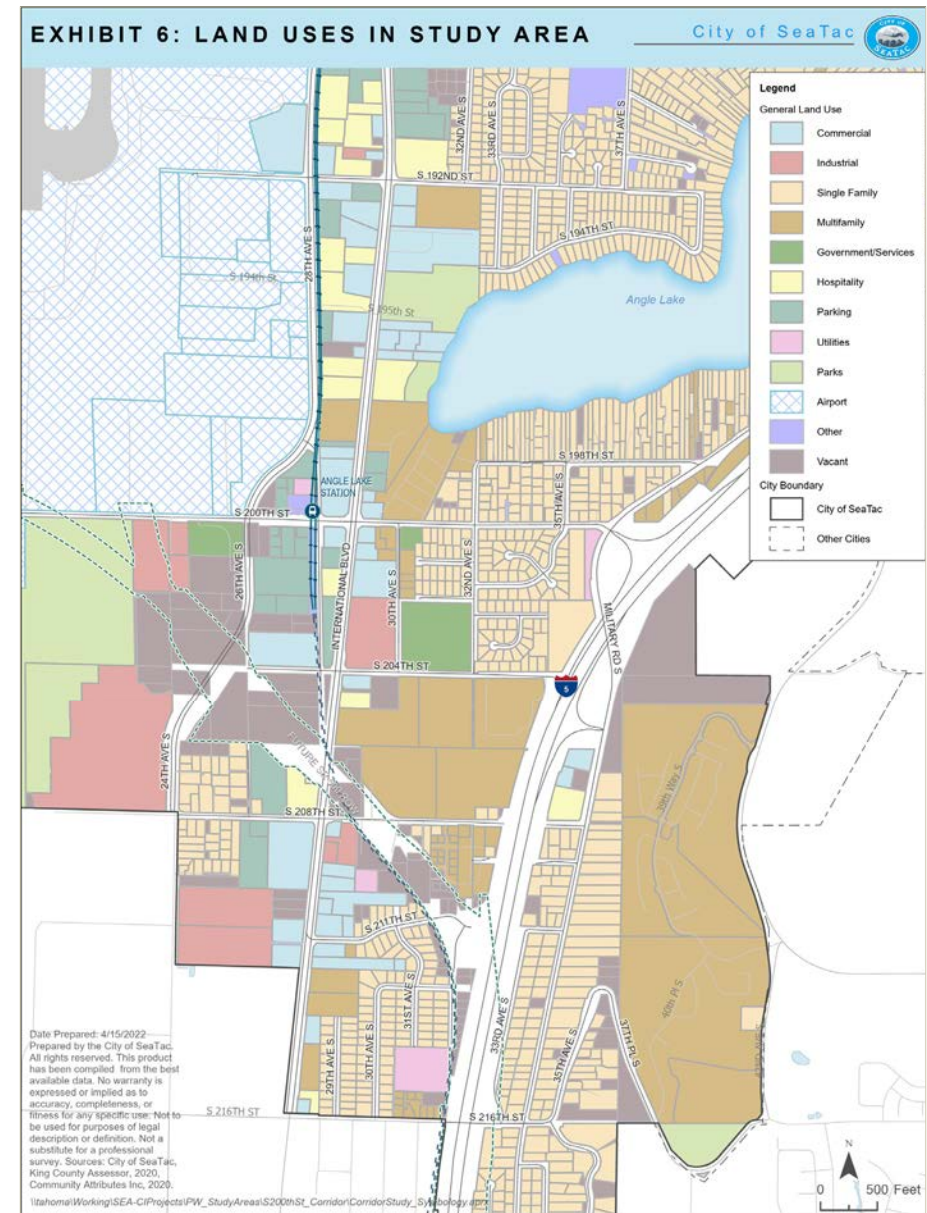 EXHIBIT 6: LAND USES IN STUDY AREA
City of SeaTac
CITY OF
SEATAC
Legend
General Land Use
Commercial
Industrial
Single Family
Multifamily
Government/Services
Hospitality
Parking
Utilities
Parks
Airport
Other
Vacant
City Boundary
City of SeaTac
Other Cities
32ND AVE S
33RD AVE S
37TH AVE S
S 192ND ST
28TH AVE S
S 194TH ST
S 194th St
S 195th St
Angle Lake
S 198TH ST
ANGLE LAKE
STATION
S 200TH ST
35TH AVE S
26TH AVE S
INTERNATIONAL BLVD
30TH AVE S
32ND AVE S
MILITARY RD S
S 204TH ST
5
24TH AVE S
FUTURE
39th Way S
S 208TH ST
S 211TH ST
31ST AVE S
40th Pl S
33RD AVE S
35TH AVE S
37TH PL S
29TH AVE S
30TH AVE S
S 216TH ST
S 216TH ST
Date Prepared: 4/15/2022
Prepared by the City of SeaTac.
All rights reserved. This product
has been compiled from the best
available data. No warranty is
expressed or implied as to
accuracy, completeness, or
fitness for any specific use. Not to
be used for purposes of legal
description or definition. Not a
substitute for a professional
survey. Sources: City of SeaTac,
King County Assessor, 2020,
Community Attributes Inc, 2020.
N
0 500 Feet